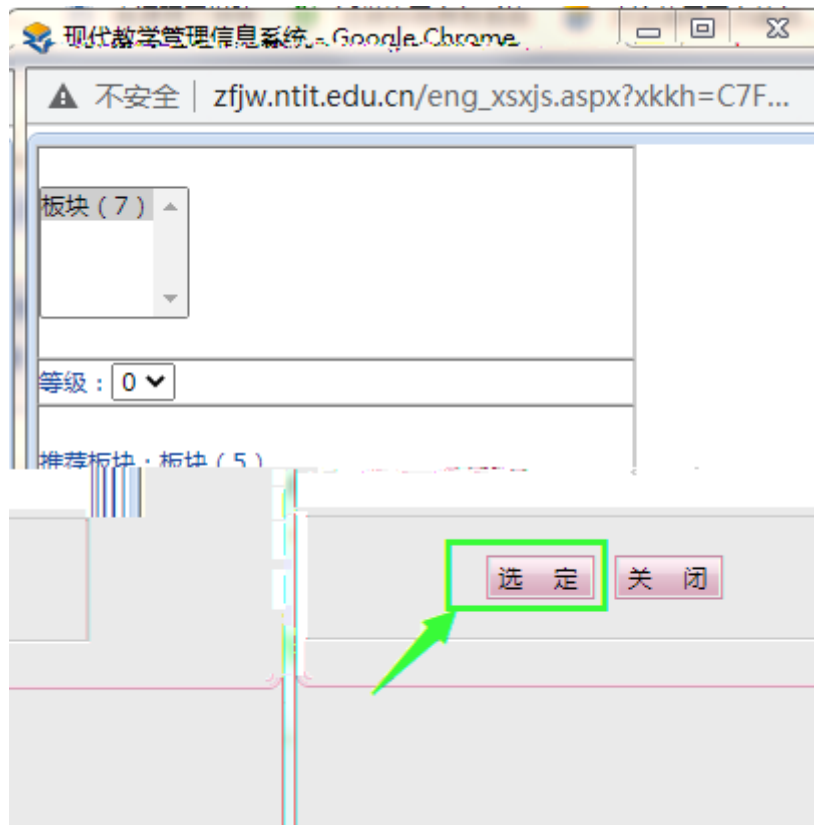 现代教学管理信息系统 - Google Chrome
不安全 | zfjw.ntit.edu.cn/eng_xsxjs.aspx?xkkh=C7F...
板块（7）
等级：0
推荐板块：板块（5）
选 定 关 闭